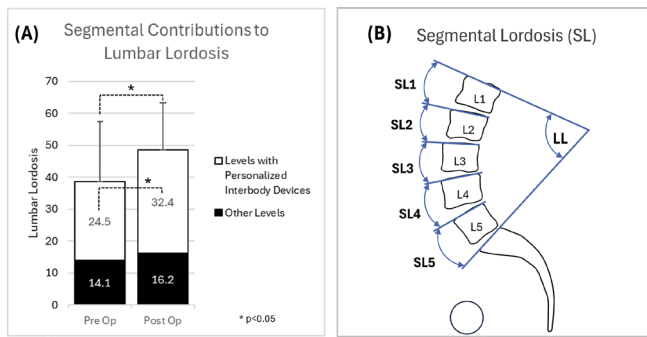 (A)
Segmental Contributions to
Lumbar Lordosis
Lumbar Lordosis
70
60
50
40
30
20
10
0
*
*
24.5
32.4
14.1
16.2
Pre Op
Post Op
Levels with
Personalized
Interbody Devices
Other Levels
* p<0.05
(B)
Segmental Lordosis (SL)
SL1
SL2
SL3
SL4
SL5
L1
L2
L3
L4
L5
LL